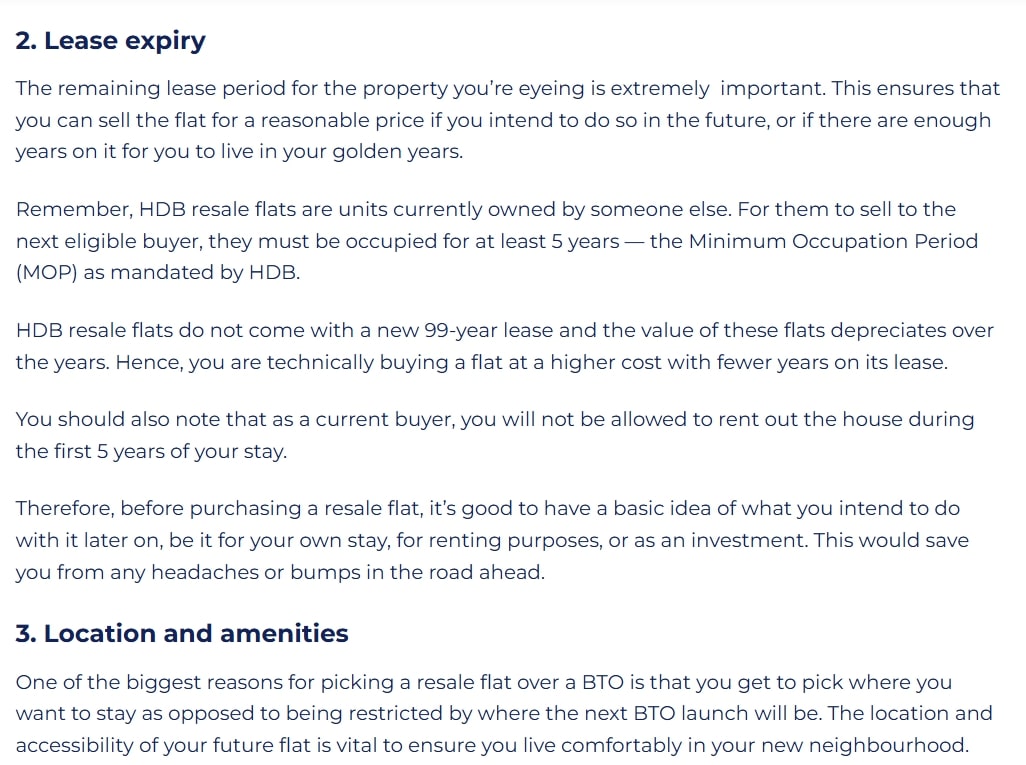 2. Lease expiry
The remaining lease period for the property you’re eyeing is extremely  important. This ensures that
you can sell the flat for a reasonable price if you intend to do so in the future, or if there are enough
years on it for you to live in your golden years.
Remember, HDB resale flats are units currently owned by someone else. For them to sell to the
next eligible buyer, they must be occupied for at least 5 years — the Minimum Occupation Period
(MOP) as mandated by HDB.
HDB resale flats do not come with a new 99-year lease and the value of these flats depreciates over
the years. Hence, you are technically buying a flat at a higher cost with fewer years on its lease.
You should also note that as a current buyer, you will not be allowed to rent out the house during
the first 5 years of your stay.
Therefore, before purchasing a resale flat, it’s good to have a basic idea of what you intend to do
with it later on, be it for your own stay, for renting purposes, or as an investment. This would save
you from any headaches or bumps in the road ahead.
3. Location and amenities
One of the biggest reasons for picking a resale flat over a BTO is that you get to pick where you
want to stay as opposed to being restricted by where the next BTO launch will be. The location and
accessibility of your future flat is vital to ensure you live comfortably in your new neighbourhood.